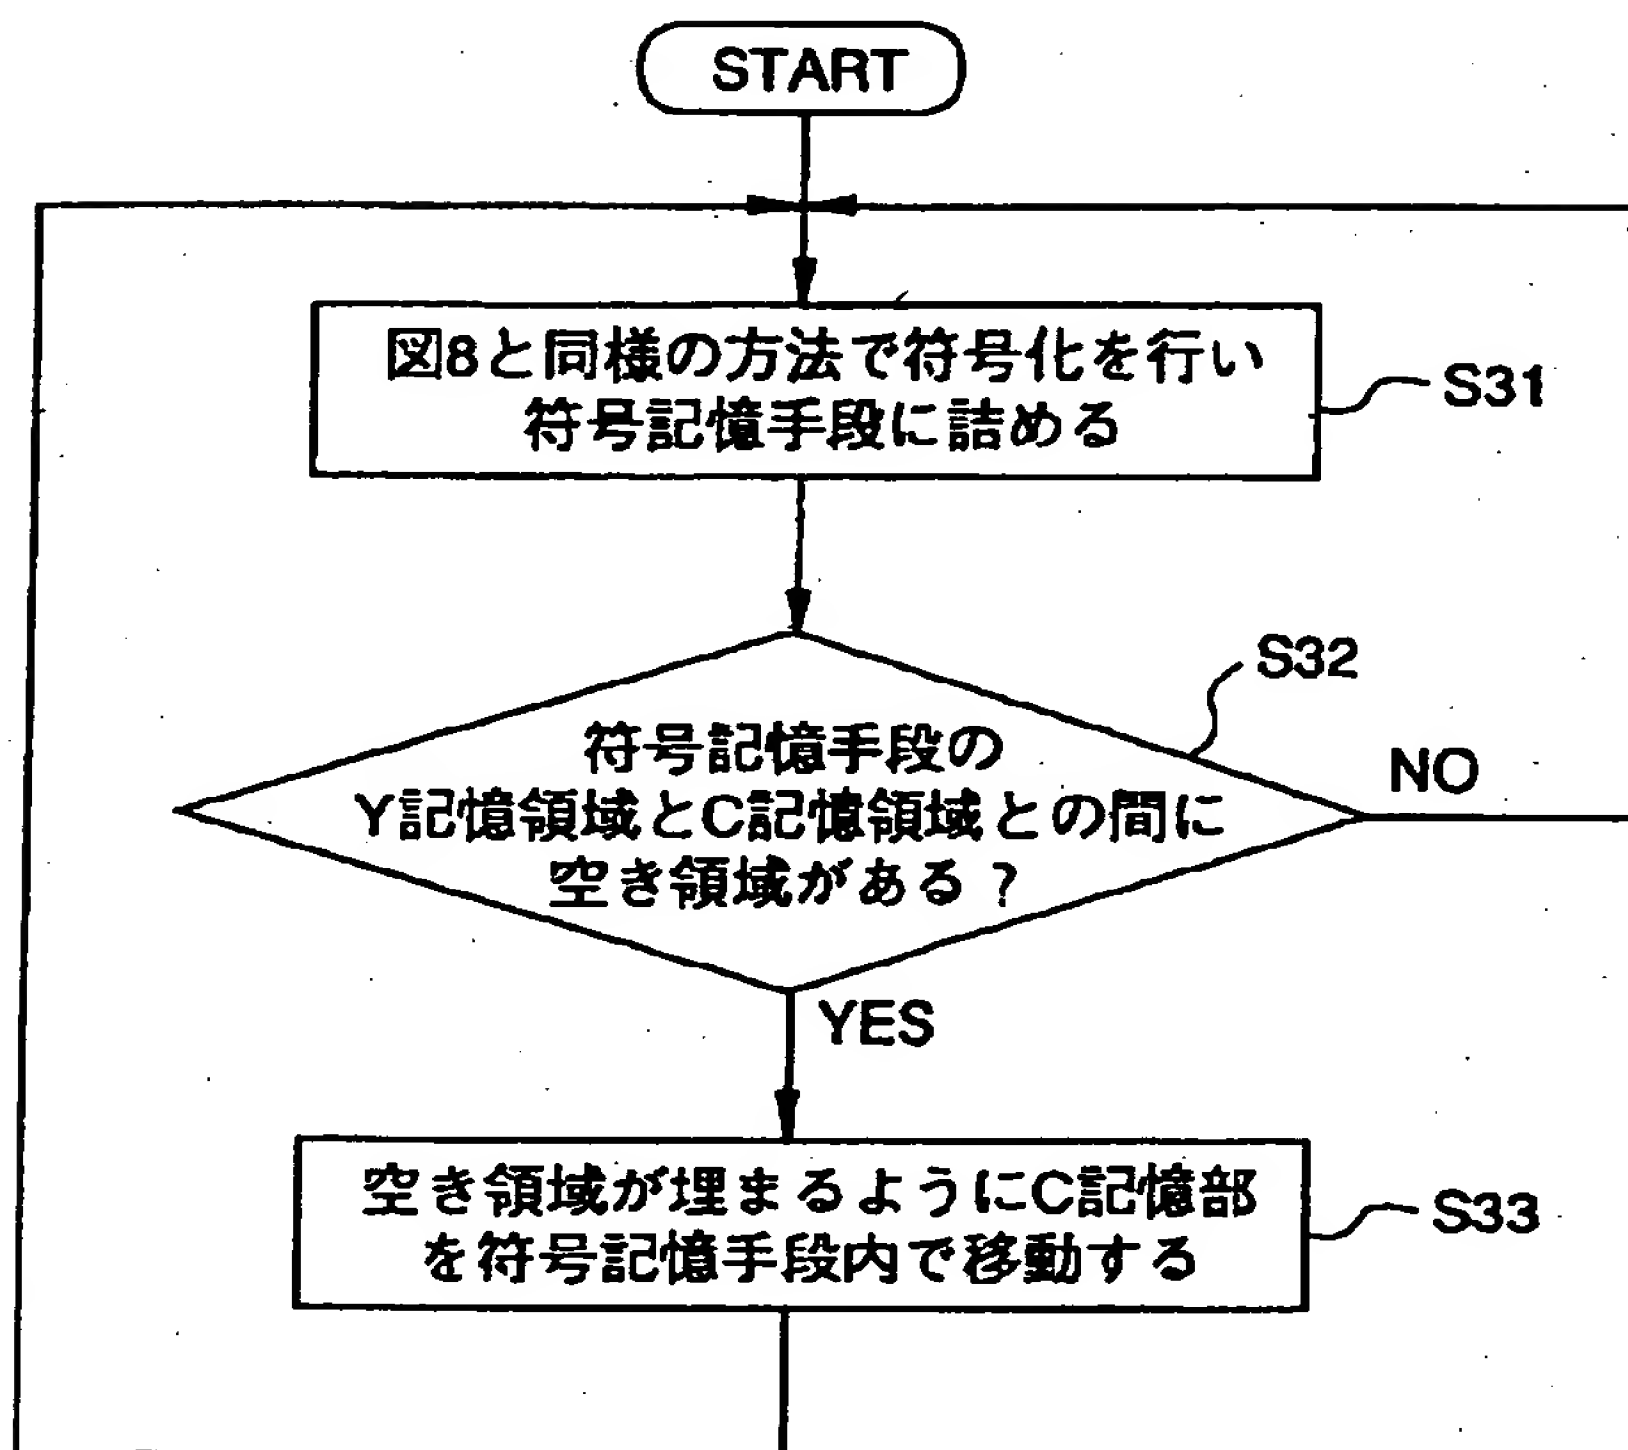 START
図8と同様の方法で符号化を行い
符号記憶手段に詰める
S31
S32
符号記憶手段の
Y記憶領域とC記憶領域との間に
空き領域がある？
NO
YES
空き領域が埋まるようにC記憶部
を符号記憶手段内で移動する
S33